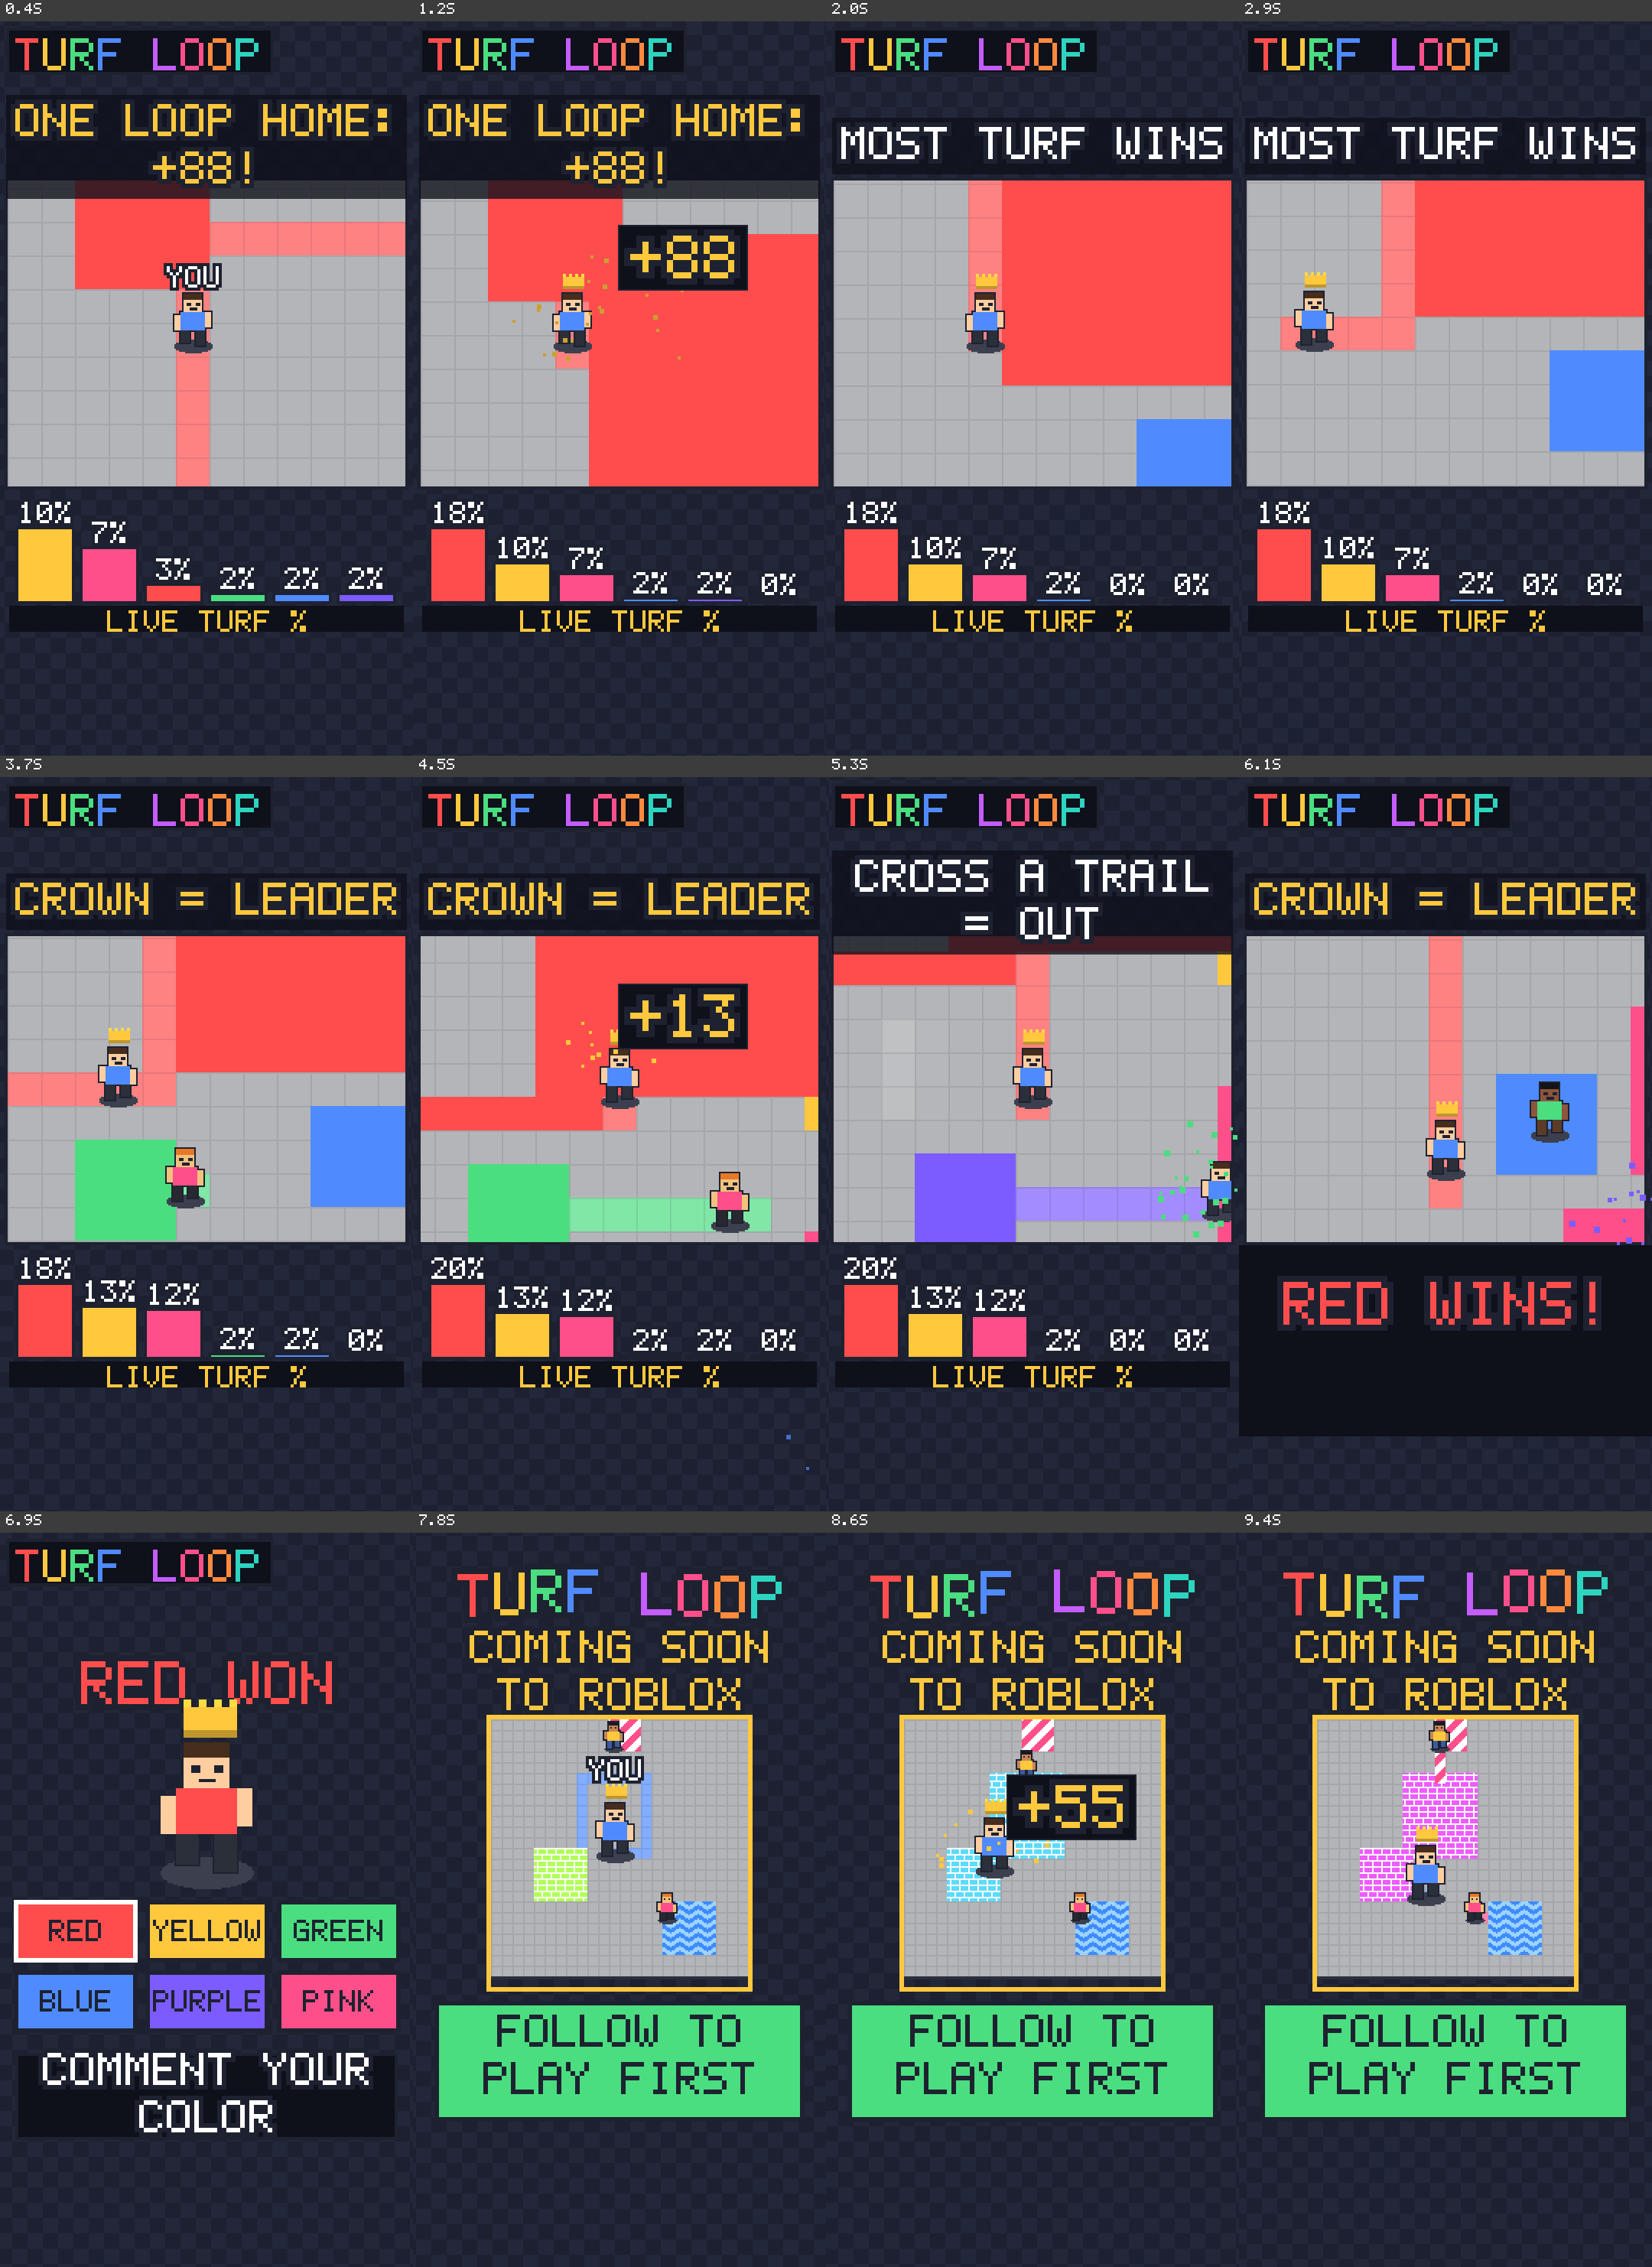 0.4S
TURF LOOP
ONE LOOP HOME:
+88!
YOU
10%
7%
3%
2%
2%
2%
LIVE TURF %
1.2S
TURF LOOP
ONE LOOP HOME:
+88!
+88
18%
10%
7%
2%
2%
0%
LIVE TURF %
2.0S
TURF LOOP
MOST TURF WINS
18%
10%
7%
2%
0%
0%
LIVE TURF %
2.9S
TURF LOOP
MOST TURF WINS
18%
10%
7%
2%
0%
0%
LIVE TURF %
3.7S
TURF LOOP
CROWN = LEADER
18%
13%
12%
2%
2%
0%
LIVE TURF %
4.5S
TURF LOOP
CROWN = LEADER
+13
20%
13%
12%
2%
2%
0%
LIVE TURF %
5.3S
TURF LOOP
CROSS A TRAIL
= OUT
20%
13%
12%
2%
0%
0%
LIVE TURF %
6.1S
TURF LOOP
CROWN = LEADER
RED WINS!
6.9S
TURF LOOP
RED WON
RED
YELLOW
GREEN
BLUE
PURPLE
PINK
COMMENT YOUR
COLOR
7.8S
TURF LOOP
COMING SOON
TO ROBLOX
YOU
FOLLOW TO
PLAY FIRST
8.6S
TURF LOOP
COMING SOON
TO ROBLOX
+55
FOLLOW TO
PLAY FIRST
9.4S
TURF LOOP
COMING SOON
TO ROBLOX
FOLLOW TO
PLAY FIRST